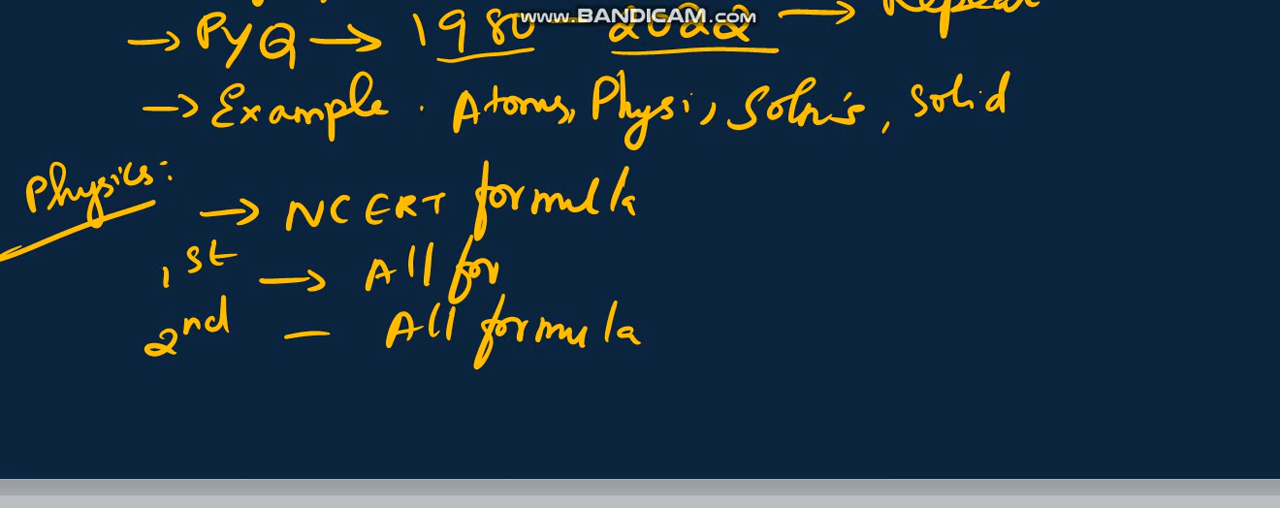 www.BANDICAM.com
→ PYQ → 1980 - 2022 → Repeat
→ Example. Atoms, Physi, Soln's, Solid
Physics:
→ NCERT formula
1st → All for
2nd - All formula